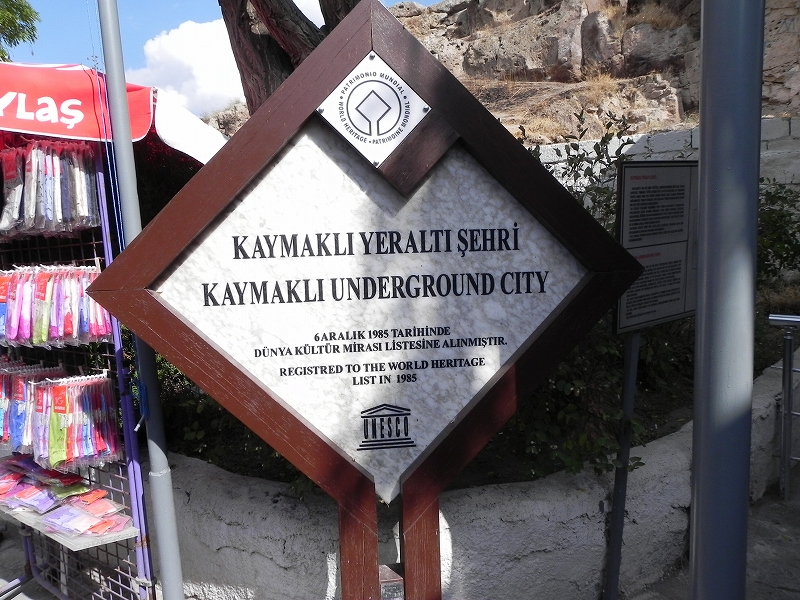 YLAŞ
PATRIMONIO MUNDIAL • WORLD HERITAGE • PATRIMOINE MONDIAL •
KAYMAKLI YERALTI ŞEHRİ
KAYMAKLI UNDERGROUND CITY
6 ARALIK 1985 TARİHİNDE
DÜNYA KÜLTÜR MİRASI LİSTESİNE ALINMIŞTIR.
REGISTRED TO THE WORLD HERITAGE
LIST IN 1985
UNESCO